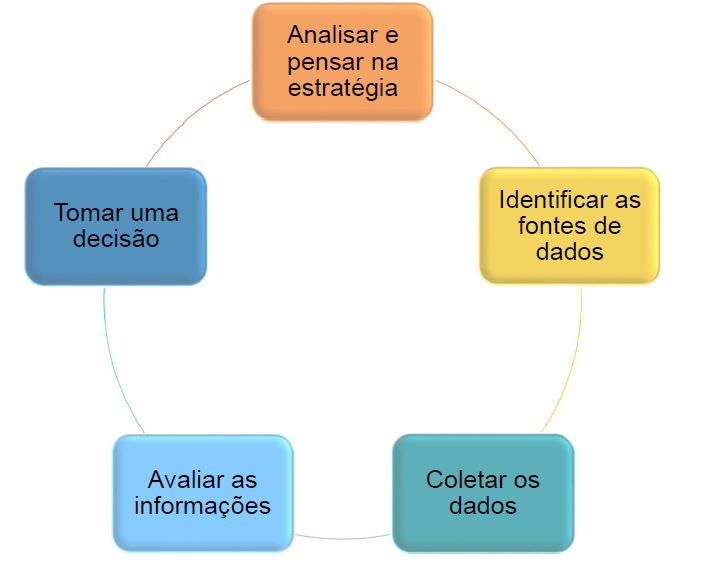 Analisar e
pensar na
estratégia
Identificar as
fontes de
dados
Coletar os
dados
Avaliar as
informações
Tomar uma
decisão